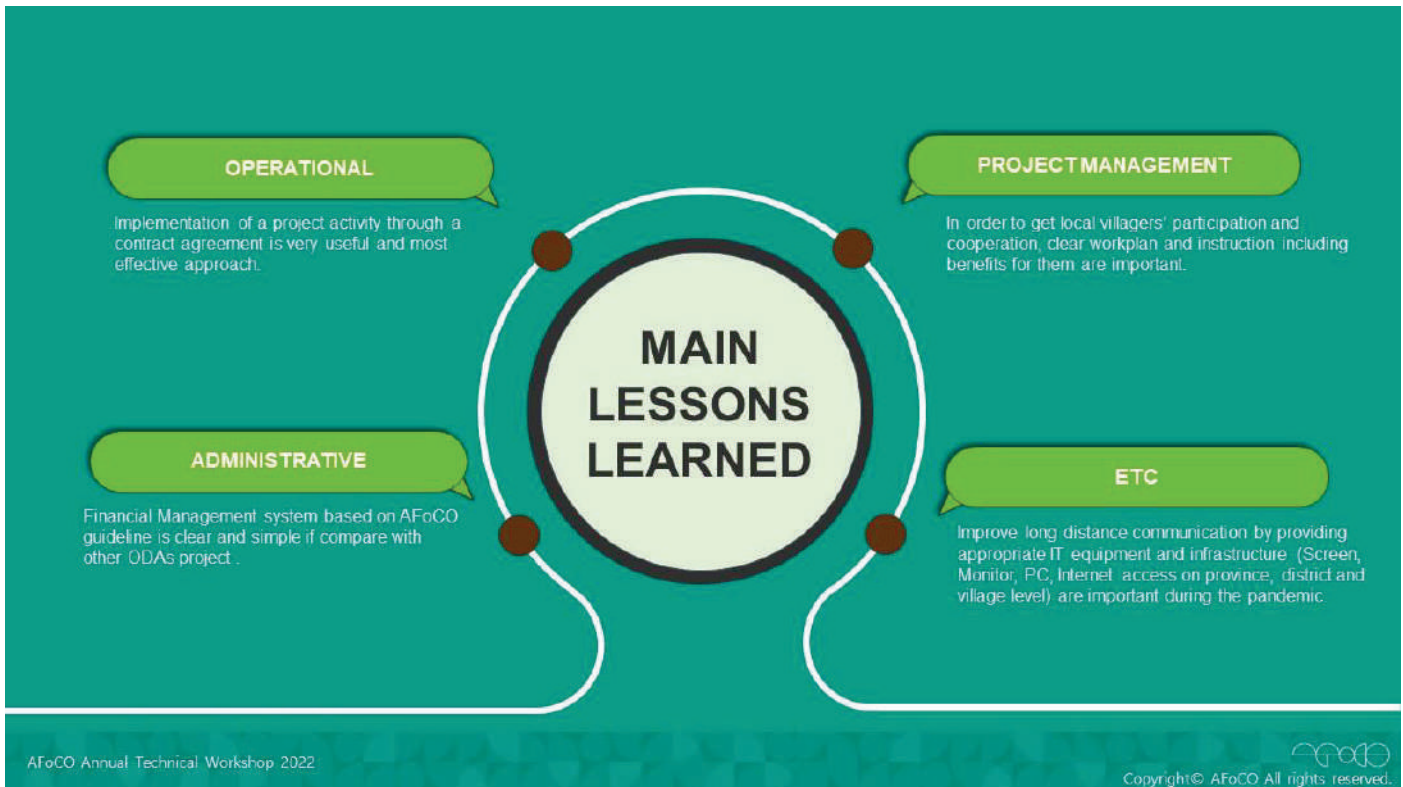 OPERATIONAL
Implementation of a project activity through a
contract agreement is very useful and most
effective approach.
PROJECT MANAGEMENT
In order to get local villagers' participation and
cooperation, clear workplan and instruction including
benefits for them are important.
MAIN
LESSONS
LEARNED
ADMINISTRATIVE
Financial Management system based on AFoCO
guideline is clear and simple if compare with
other ODAs project .
ETC
Improve long distance communication by providing
appropriate IT equipment and infrastructure (Screen,
Monitor, PC, Internet access on province, district and
village level) are important during the pandemic
AFoCO Annual Technical Workshop 2022
AFoCO
Copyright© AFoCO All rights reserved.